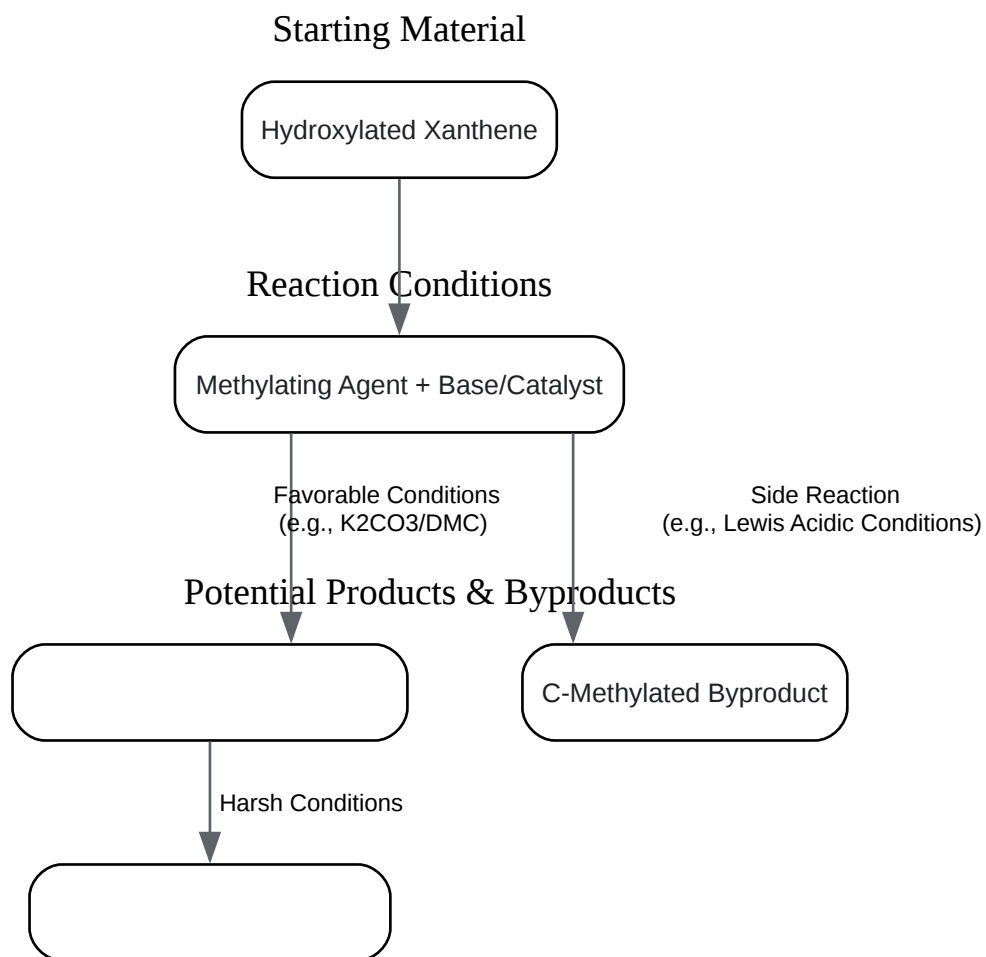 Starting Material
Hydroxylated Xanthene
Reaction Conditions
Methylating Agent + Base/Catalyst
Favorable Conditions
(e.g., K2CO3/DMC)
Side Reaction
(e.g., Lewis Acidic Conditions)
Potential Products & Byproducts
C-Methylated Byproduct
Harsh Conditions